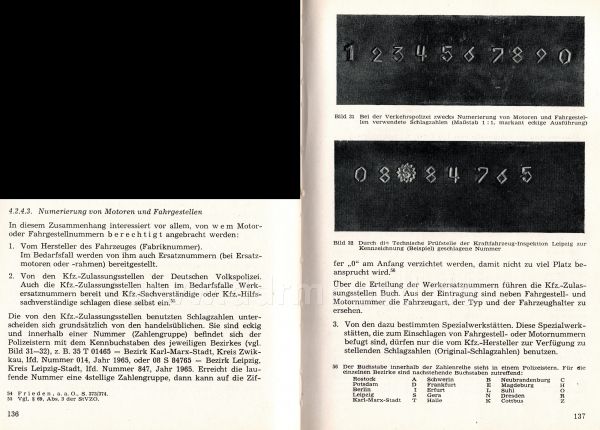 4.2.4.3. Numerierung von Motoren und Fahrgestellen
In diesem Zusammenhang interessiert vor allem, von wem Motor-
oder Fahrgestellnummern berechtigt angebracht werden:
1. Vom Hersteller des Fahrzeuges (Fabriknummer).
Im Bedarfsfall werden von ihm auch Ersatznummern (bei Ersatz-
motoren oder -rahmen) bereitgestellt.
2. Von den Kfz.-Zulassungsstellen der Deutschen Volkspolizei.
Auch die Kfz.-Zulassungsstellen halten im Bedarfsfalle Werk-
ersatznummern bereit und Kfz.-Sachverständige oder Kfz.-Hilfs-
sachverständige schlagen diese selbst ein.55
Die von den Kfz.-Zulassungsstellen benutzten Schlagzahlen unter-
scheiden sich grundsätzlich von den handelsüblichen. Sie sind eckig
und innerhalb einer Nummer (Zahlengruppe) befindet sich der
Polizeistern mit dem Kennbuchstaben des jeweiligen Bezirkes (vgl.
Bild 31—32), z. B. 35 T 01465 = Bezirk Karl-Marx-Stadt, Kreis Zwik-
kau, lfd. Nummer 014, Jahr 1965, oder 08 S 84765 = Bezirk Leipzig,
Kreis Leipzig-Stadt, lfd. Nummer 847, Jahr 1965. Erreicht die lau-
fende Nummer eine 4stellige Zahlengruppe, dann kann auf die Zif-
54 Frieden, a. a. O., S. 373/374.
55 Vgl. § 69, Abs. 3 der StVZO.
136
1 2 3 4 5 6 7 8 9 0
Bild 31 Bei der Verkehrspolizei zwecks Numerierung von Motoren und Fahrgestel-
len verwendete Schlagzahlen (Maßstab 1 : 1, markant eckige Ausführung)
0 8 S 8 4 7 6 5
Bild 32 Durch die Technische Prüfstelle der Kraftfahrzeug-Inspektion Leipzig zur
Kennzeichnung (Beispiel) geschlagene Nummer
fer „0" am Anfang verzichtet werden, damit nicht zu viel Platz be-
ansprucht wird.56
Über die Erteilung der Werkersatznummern führen die Kfz.-Zulas-
sungsstellen Buch. Aus der Eintragung sind neben Fahrgestell- und
Motornummer die Fahrzeugart, der Typ und der Fahrzeughalter zu
ersehen.
3. Von den dazu bestimmten Spezialwerkstätten. Diese Spezialwerk-
stätten, die zum Einschlagen von Fahrgestell- oder Motornummern
befugt sind, dürfen nur die vom Kfz.-Hersteller zur Verfügung zu
stellenden Schlagzahlen (Original-Schlagzahlen) benutzen.
56 Der Buchstabe innerhalb der Zahlenreihe steht in einem Polizeistern. Für die
einzelnen Bezirke sind nachstehende Buchstaben zutreffend:
Rostock A Schwerin B Neubrandenburg C
Potsdam D Frankfurt E Magdeburg H
Berlin I Erfurt L Suhl O
Leipzig S Gera N Dresden R
Karl-Marx-Stadt T Halle K Cottbus Z
137